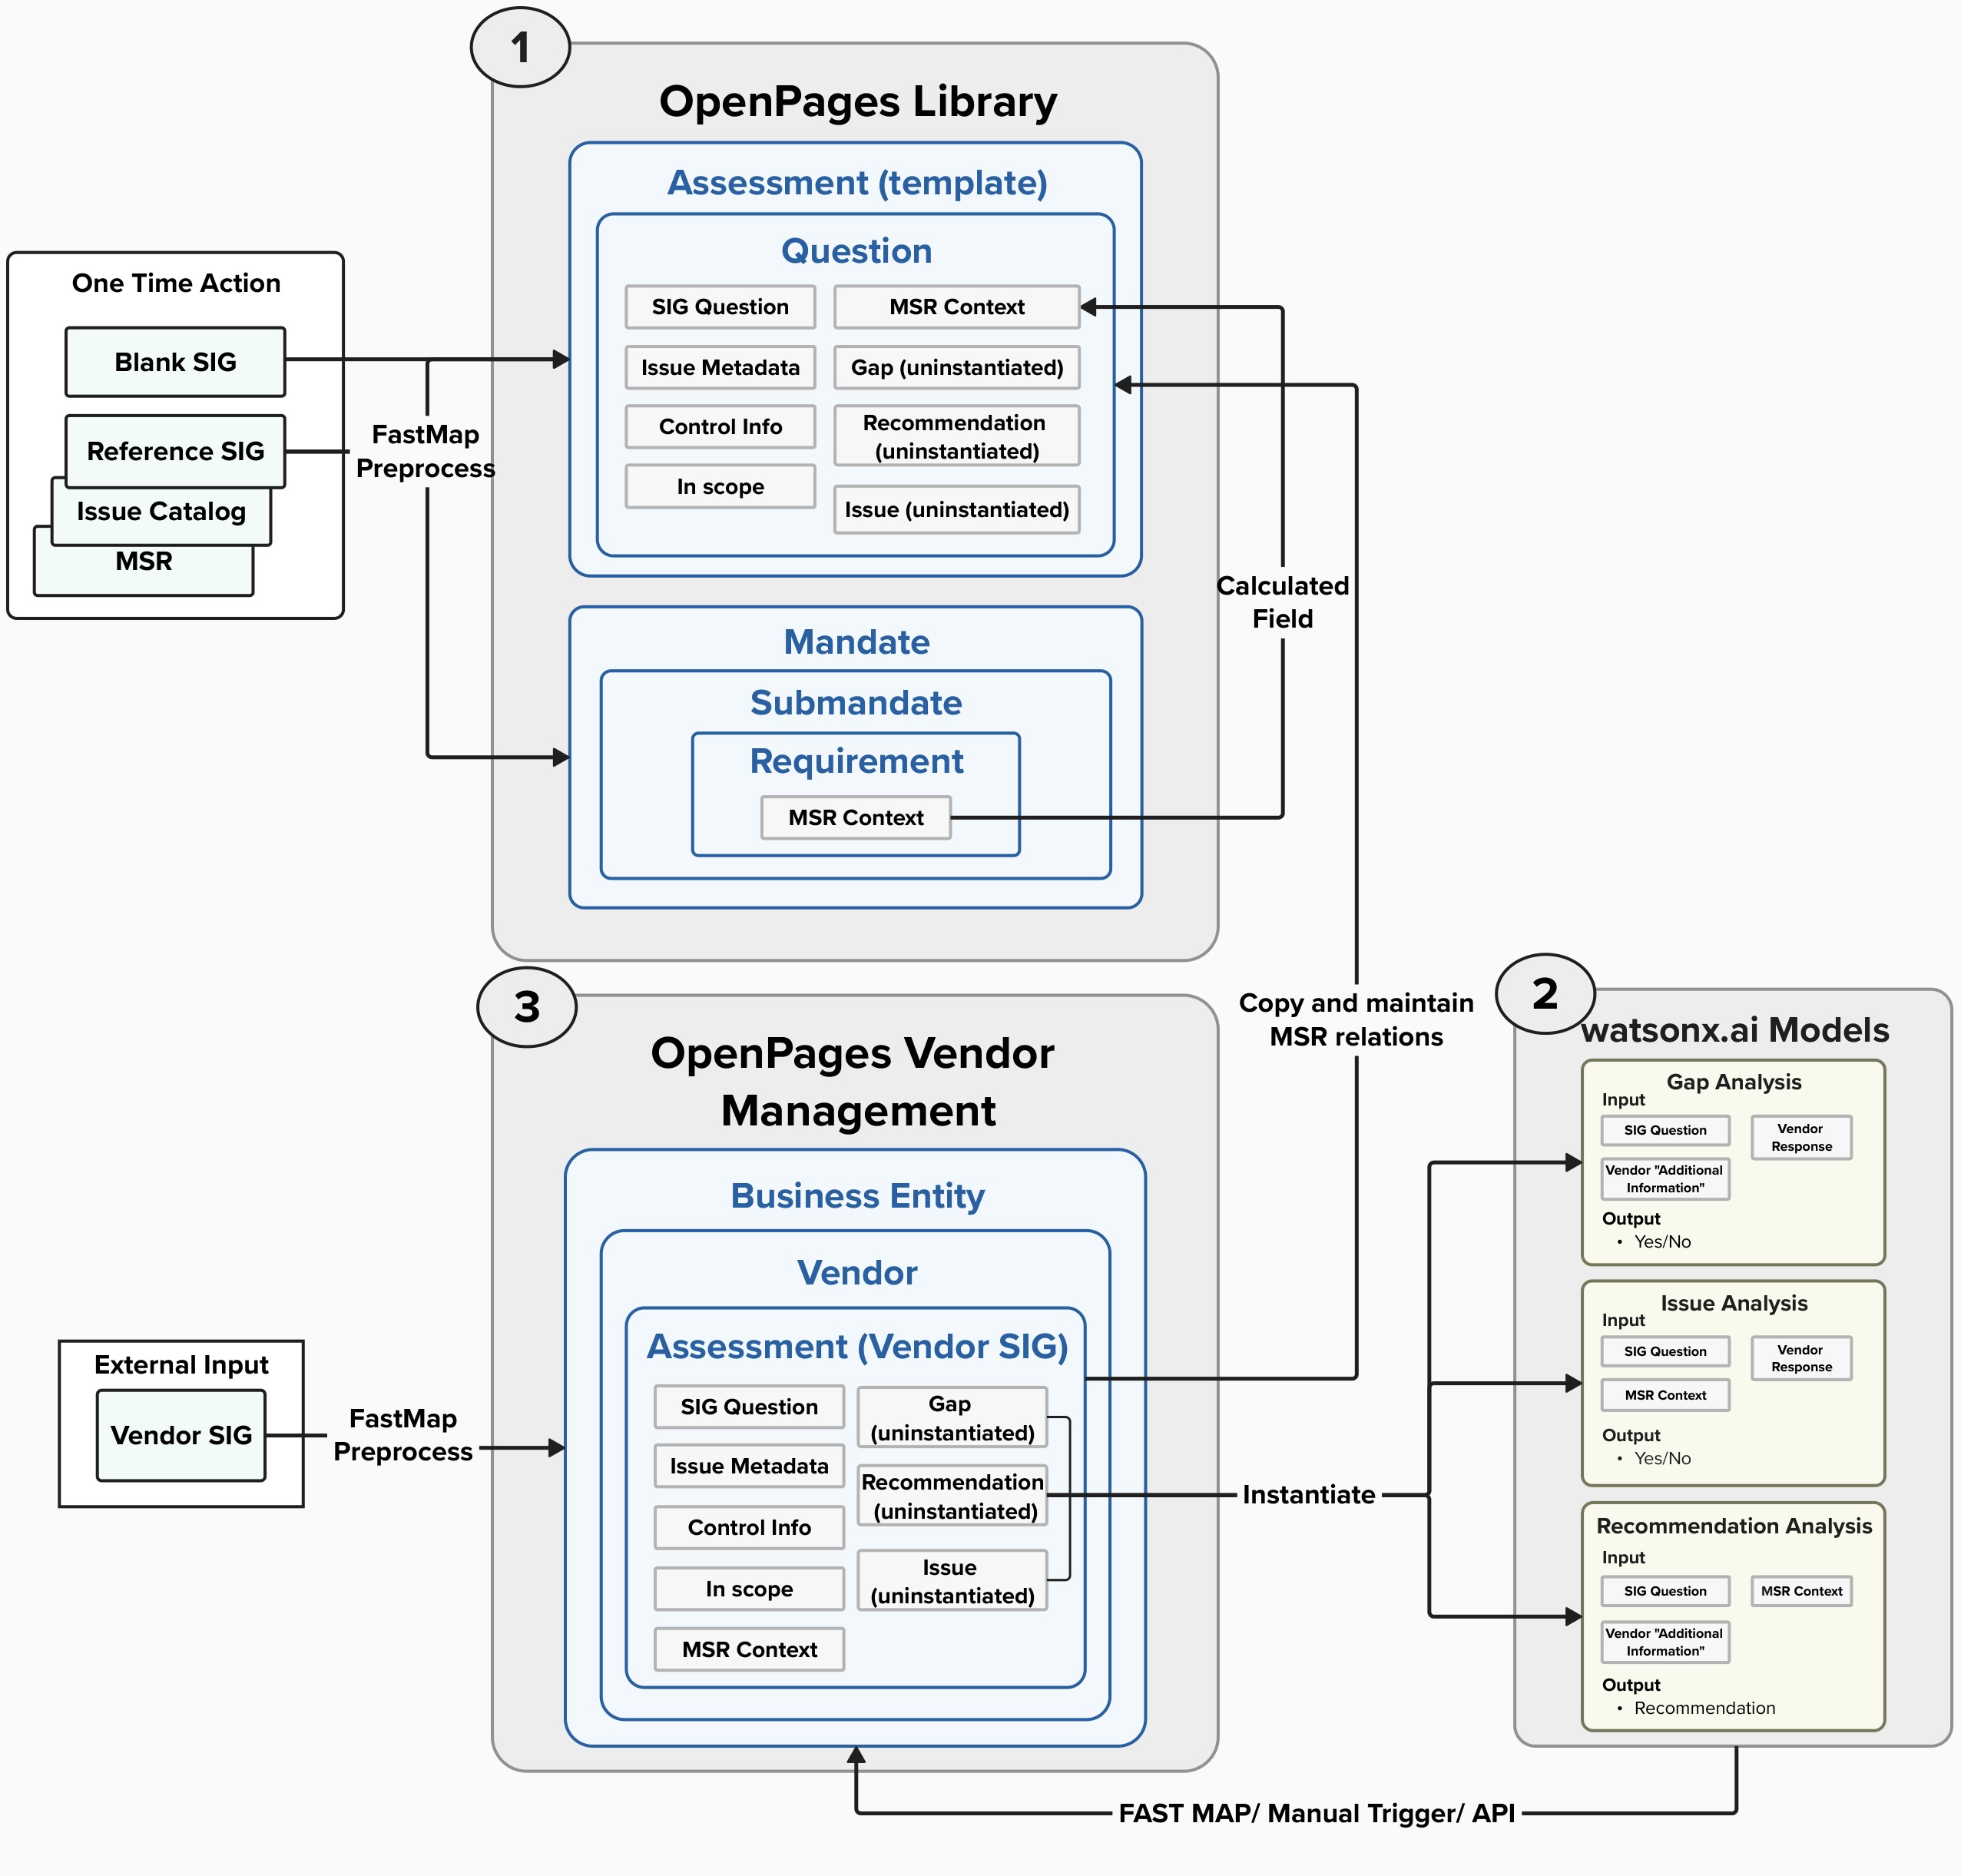 1
OpenPages Library
Assessment (template)
Question
SIG Question
MSR Context
Issue Metadata
Gap (uninstantiated)
Control Info
Recommendation
(uninstantiated)
In scope
Issue (uninstantiated)
One Time Action
Blank SIG
Reference SIG
Issue Catalog
MSR
FastMap
Preprocess
Calculated
Field
Mandate
Submandate
Requirement
MSR Context
3
OpenPages Vendor
Management
Business Entity
Vendor
Assessment (Vendor SIG)
SIG Question
Gap
(uninstantiated)
Issue Metadata
Recommendation
(uninstantiated)
Control Info
Issue
(uninstantiated)
In scope
MSR Context
External Input
Vendor SIG
FastMap
Preprocess
Copy and maintain
MSR relations
Instantiate
2
watsonx.ai Models
Gap Analysis
Input
SIG Question
Vendor
Response
Vendor "Additional
Information"
Output
• Yes/No
Issue Analysis
Input
SIG Question
Vendor
Response
MSR Context
Output
• Yes/No
Recommendation Analysis
Input
SIG Question
MSR Context
Vendor "Additional
Information"
Output
• Recommendation
FAST MAP/ Manual Trigger/ API